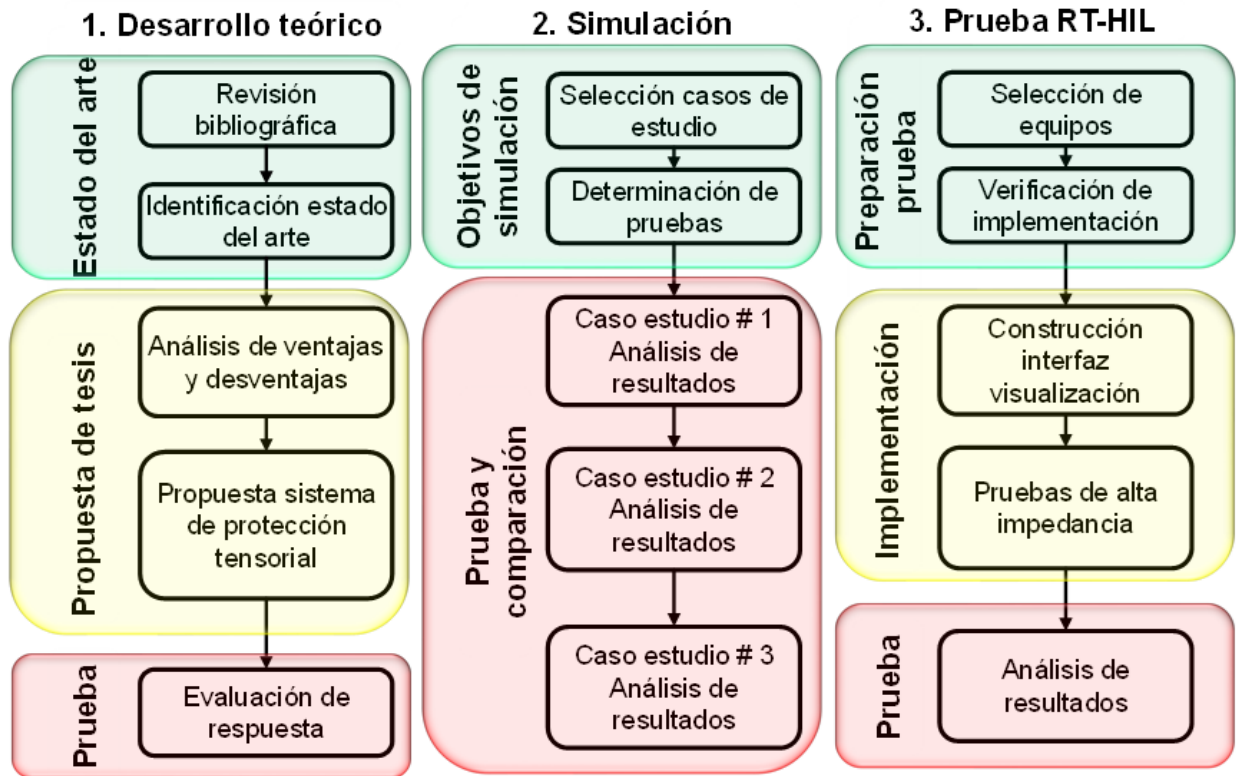 1. Desarrollo teórico
Estado del arte
Revisión
bibliográfica
Identificación estado
del arte
Propuesta de tesis
Análisis de ventajas
y desventajas
Propuesta sistema
de protección
tensorial
Prueba
Evaluación de
respuesta
2. Simulación
Objetivos de
simulación
Selección casos de
estudio
Determinación de
pruebas
Prueba y
comparación
Caso estudio # 1
Análisis de
resultados
Caso estudio # 2
Análisis de
resultados
Caso estudio # 3
Análisis de
resultados
3. Prueba RT-HIL
Preparación
prueba
Selección de
equipos
Verificación de
implementación
Implementación
Construcción
interfaz
visualización
Pruebas de alta
impedancia
Prueba
Análisis de
resultados